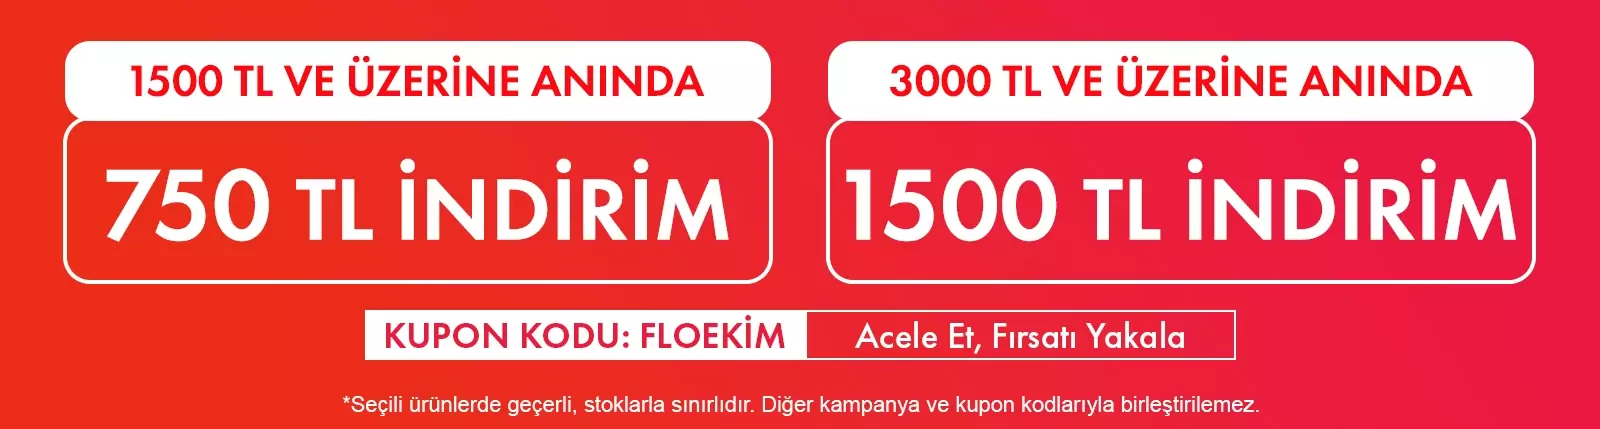 1500 TL VE ÜZERİNE ANINDA
750 TL İNDİRİM
3000 TL VE ÜZERİNE ANINDA
1500 TL İNDİRİM
KUPON KODU: FLOEKİM
Acele Et, Fırsatı Yakala
*Seçili ürünlerde geçerli, stoklarla sınırlıdır. Diğer kampanya ve kupon kodlarıyla birleştirilemez.